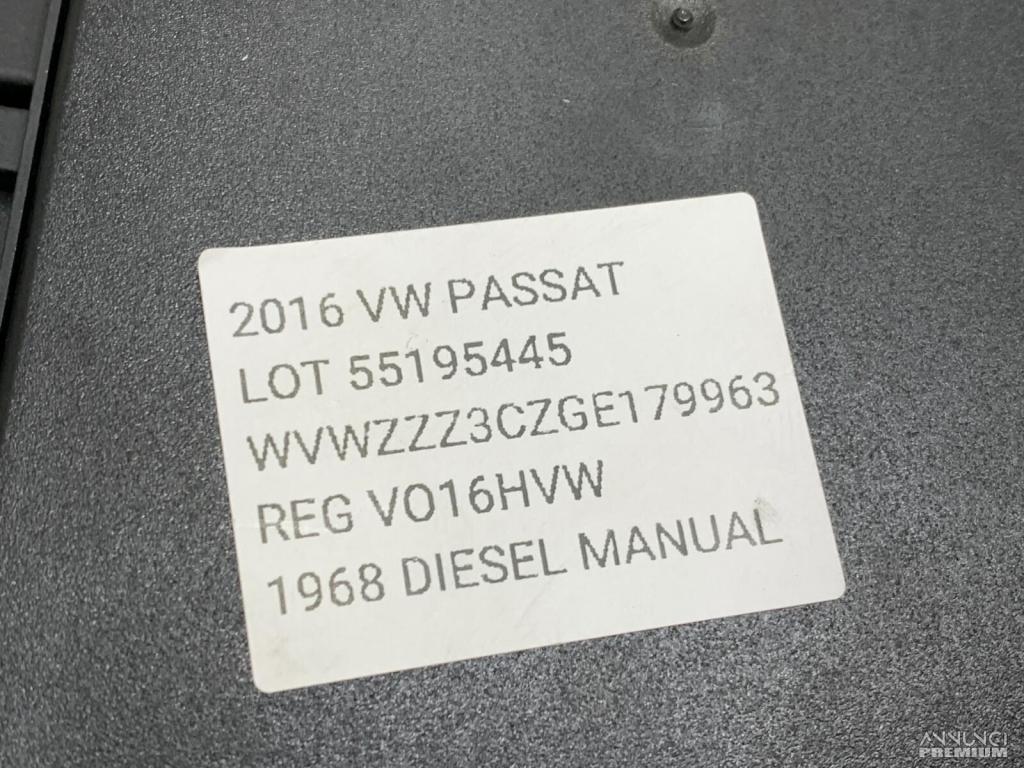 2016 VW PASSAT
LOT 55195445
WVWZZZ3CZGE179963
REG VO16HVW
1968 DIESEL MANUAL
ANNUNCI
PREMIUM